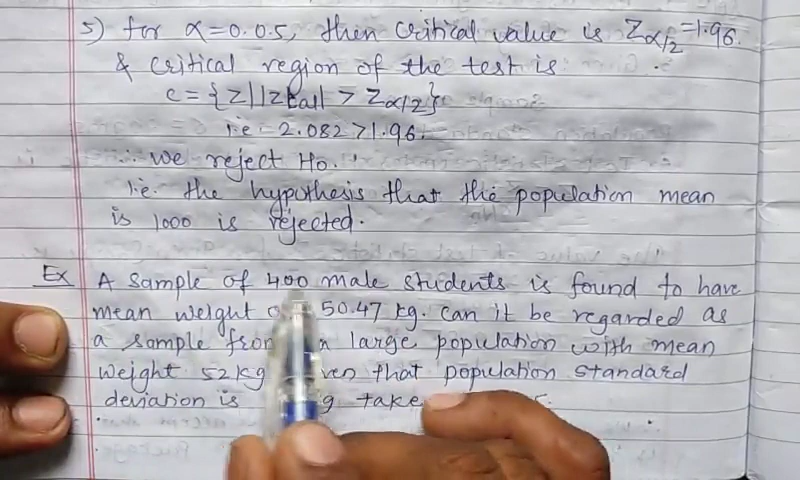 5) for α=0.0.5, then critical value is Zα/2=1.96.
& critical region of the test is
c = {Z||Zcal| > Zα/2}
i.e. 2.082>1.96.
∴ we reject Ho.
i.e. the hypothesis that the population mean
is 1000 is rejected.
Ex A sample of 400 male students is found to have
mean weight 50.47 kg. can it be regarded as
a sample large population with mean
weight 52kg that population standard
deviation is